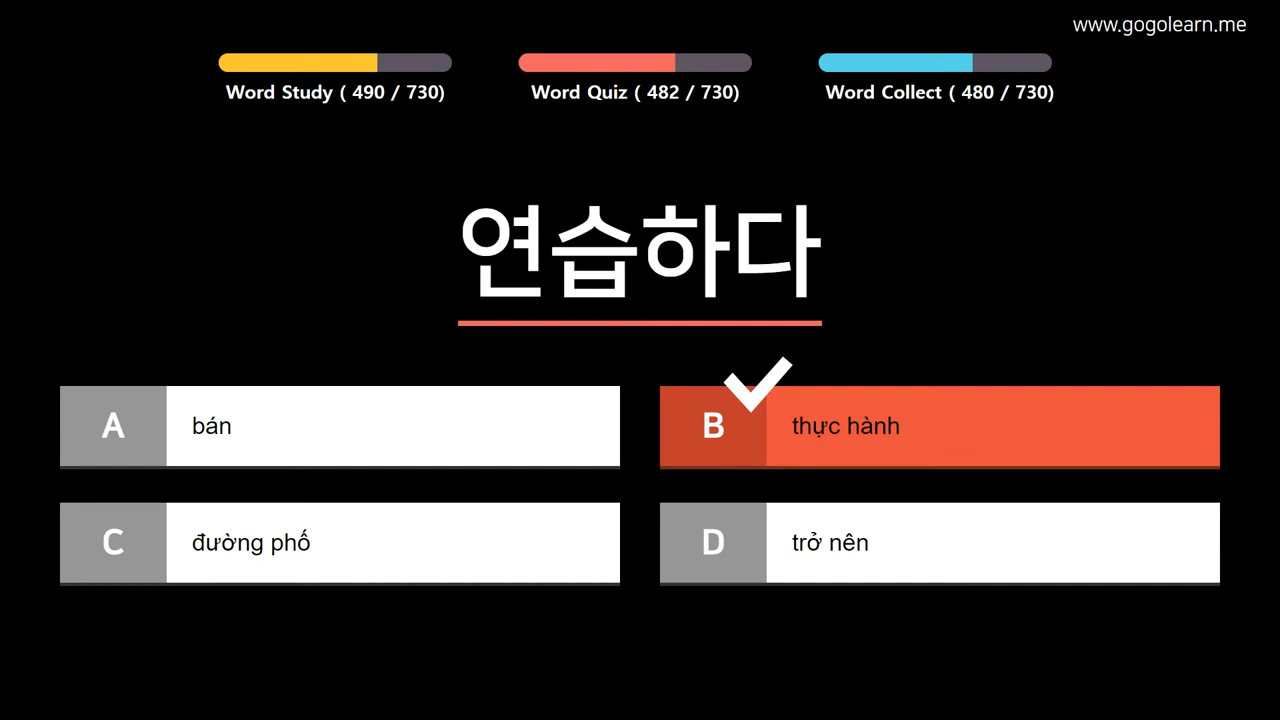 www.gogolearn.me
Word Study ( 490 / 730)
Word Quiz ( 482 / 730)
Word Collect ( 480 / 730)
연습하다
A bán
B thực hành
C đường phố
D trở nên